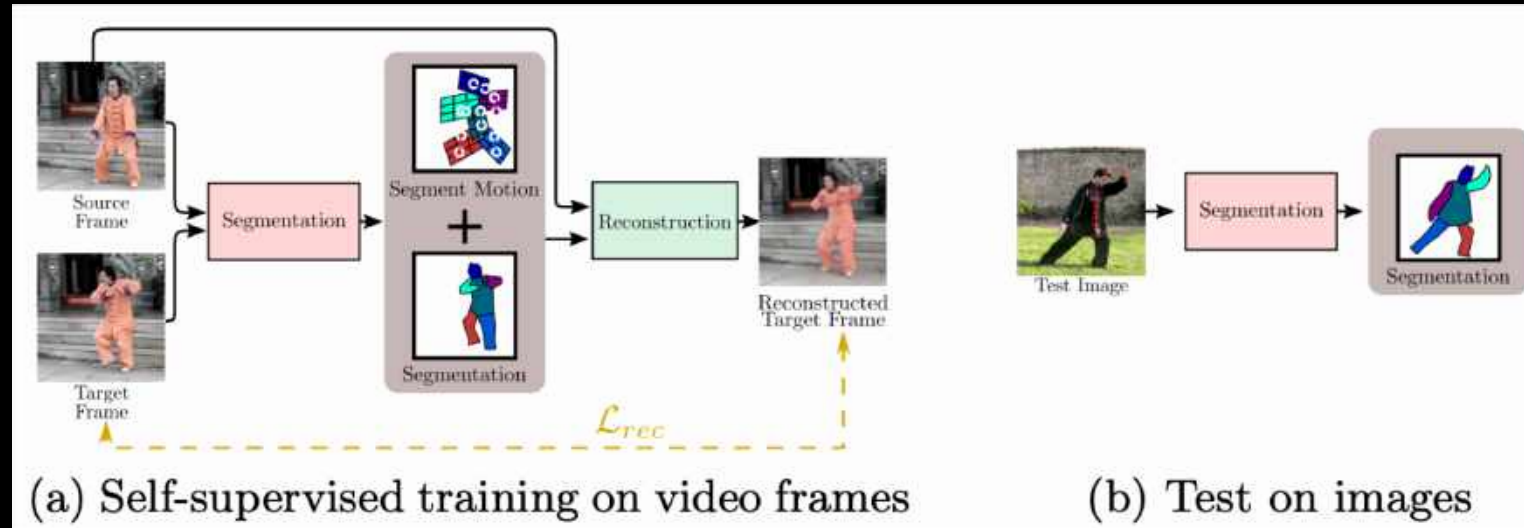 Source
Frame
Target
Frame
Segmentation
Segment Motion
+
Segmentation
Reconstruction
Reconstructed
Target Frame
ℒrec
(a) Self-supervised training on video frames
Test Image
Segmentation
Segmentation
(b) Test on images